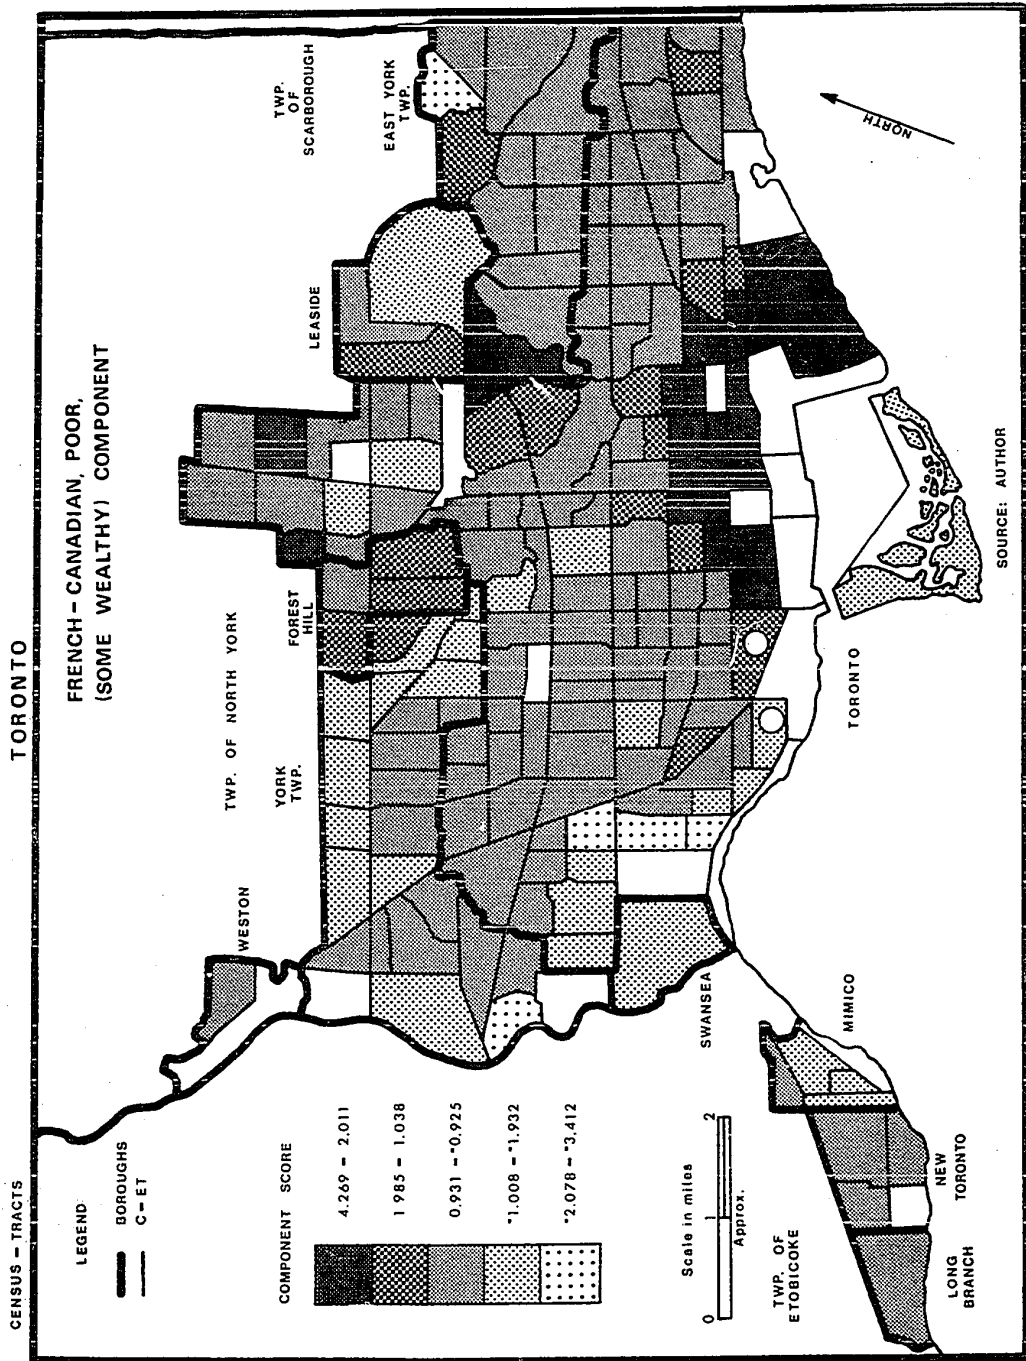 TORONTO
CENSUS - TRACTS
FRENCH - CANADIAN, POOR,
(SOME WEALTHY) COMPONENT
LEGEND
BOROUGHS
C - ET
COMPONENT SCORE
4.269 - 2.011
1 985 - 1.038
0.931 - -0.925
-1.008 - -1.932
-2.078 - -3.412
Scale in miles
0 1 2
Approx.
WESTON
TWP. OF NORTH YORK
YORK
TWP.
FOREST
HILL
LEASIDE
TWP.
OF
SCARBOROUGH
EAST YORK
TWP.
SWANSEA
MIMICO
NEW
TORONTO
LONG
BRANCH
TWP. OF
ETOBICOKE
TORONTO
NORTH
SOURCE: AUTHOR